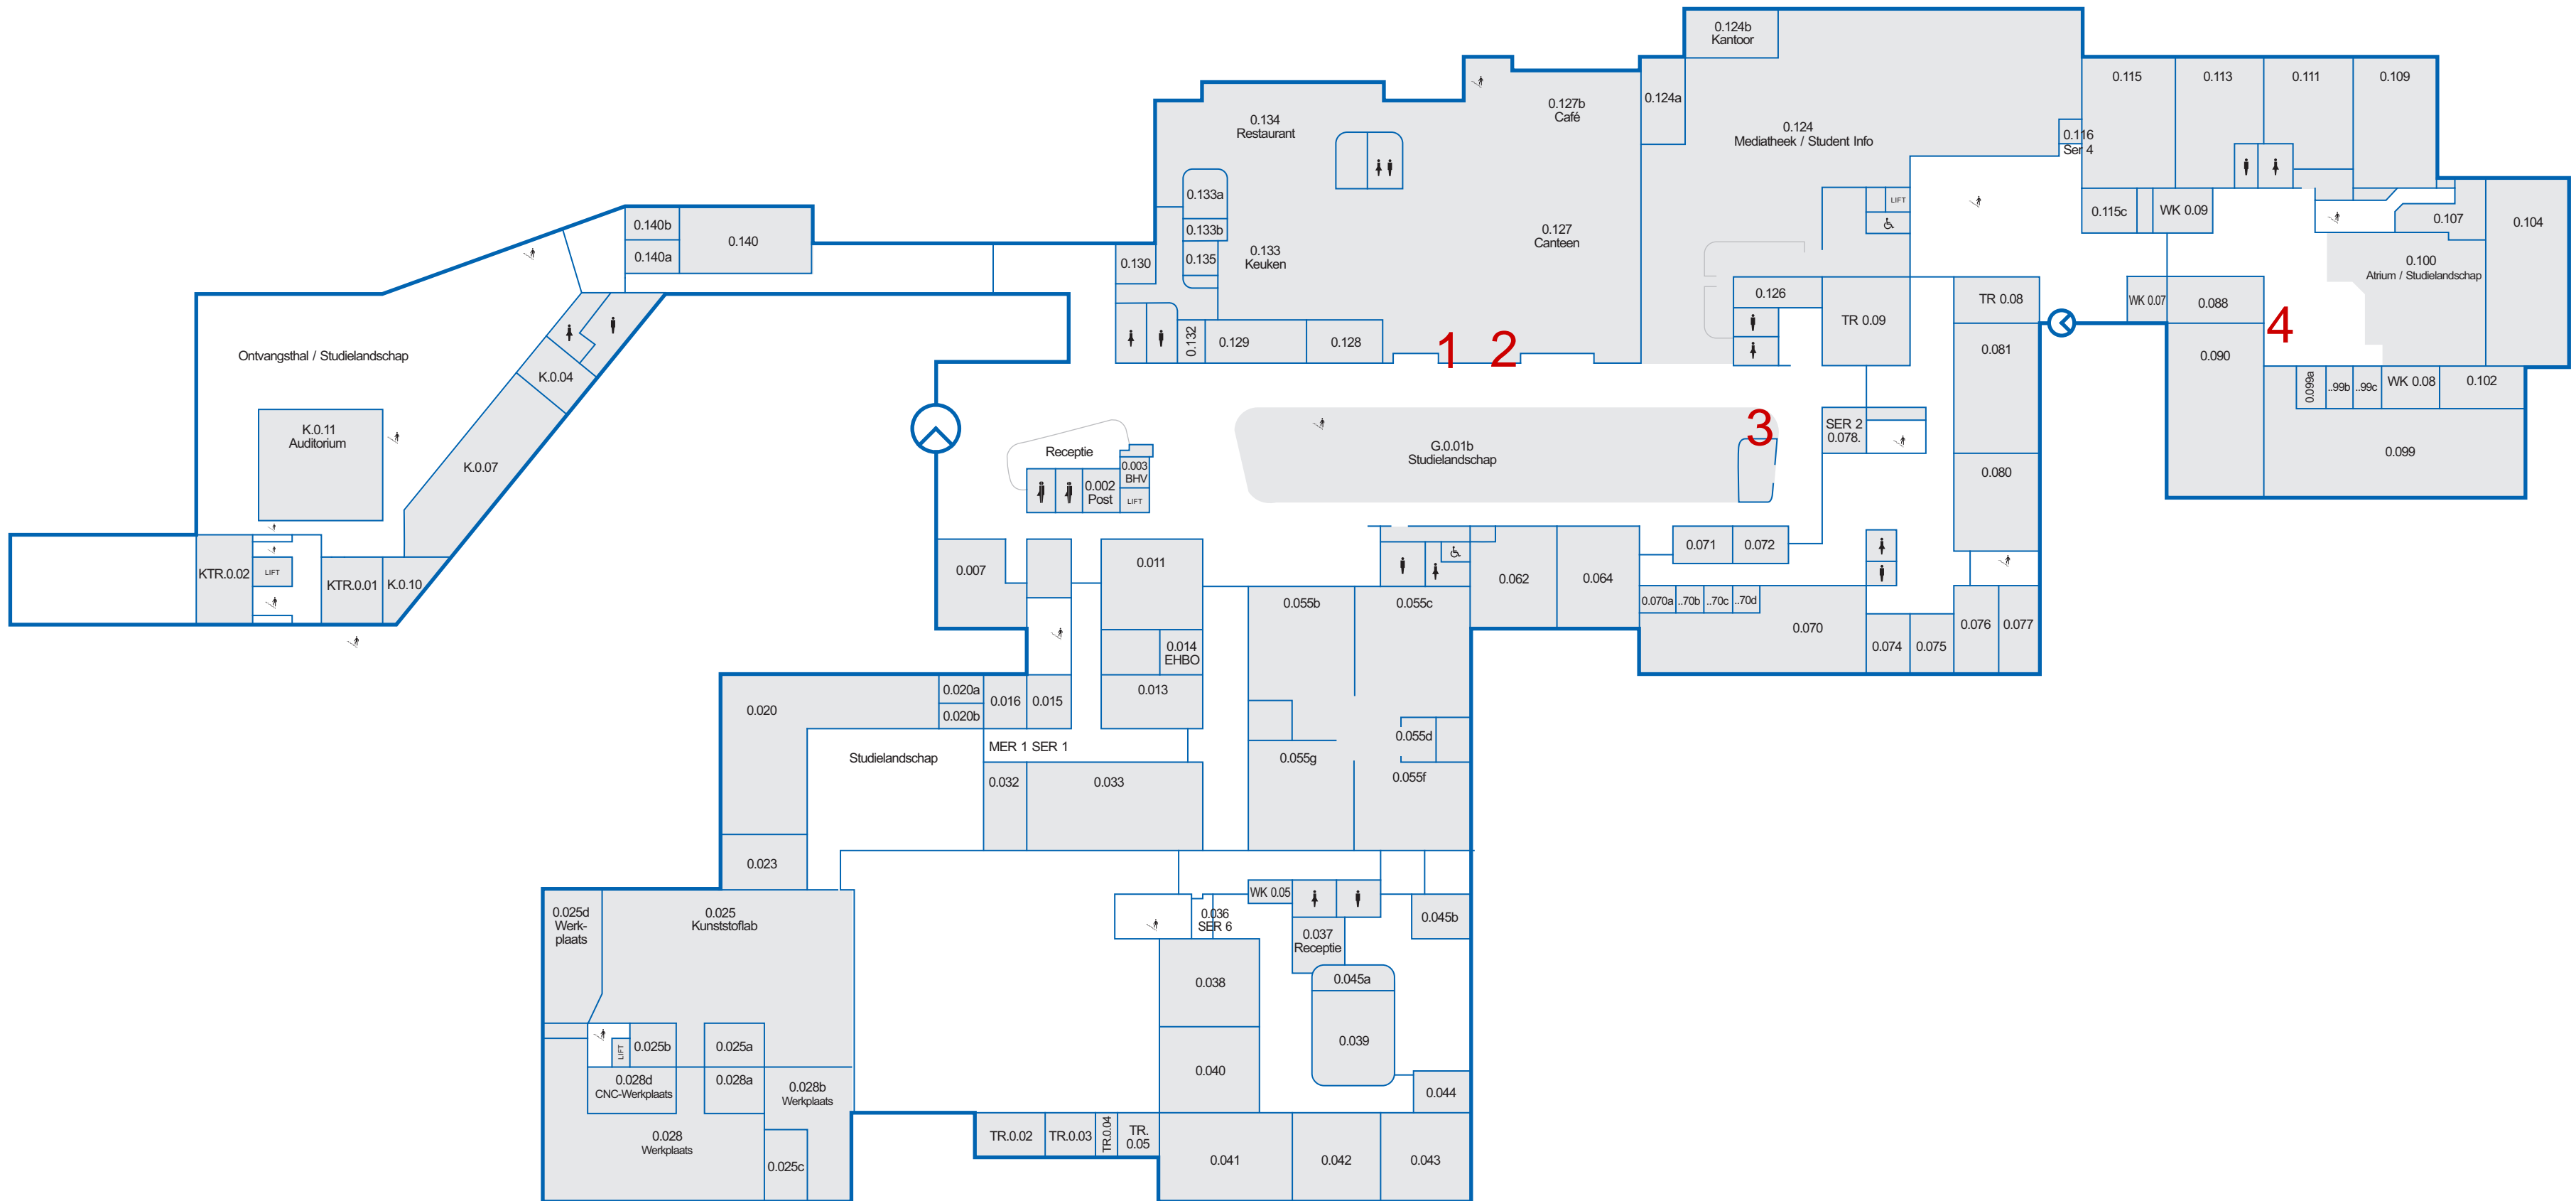 0.124b
Kantoor
0.134
Restaurant
0.127b
Café
0.124a
0.124
Mediatheek / Student Info
0.116
Ser 4
0.115
0.113
0.111
0.109
0.133a
0.133b
0.135
0.133
Keuken
0.127
Canteen
0.130
0.132
0.129
0.128
1
2
LIFT
0.126
TR 0.09
TR 0.08
0.115c
WK 0.09
0.107
0.104
0.100
Atrium / Studielandschap
WK 0.07
0.088
4
0.090
0.099a
..99b
..99c
WK 0.08
0.102
0.099
0.140b
0.140a
0.140
Ontvangsthal / Studielandschap
K.0.04
K.0.11
Auditorium
K.0.07
KTR.0.02
LIFT
KTR.0.01
K.0.10
Receptie
0.002
Post
0.003
BHV
LIFT
G.0.01b
Studielandschap
3
SER 2
0.078.
0.081
0.080
0.007
0.011
0.014
EHBO
0.013
0.055b
0.055c
0.062
0.064
0.071
0.072
0.070a
..70b
..70c
..70d
0.070
0.074
0.075
0.076
0.077
0.020
0.020a
0.020b
0.016
0.015
MER 1 SER 1
Studielandschap
0.032
0.033
0.055g
0.055d
0.055f
0.023
0.025d
Werk-
plaats
0.025
Kunststoflab
WK 0.05
0.036
SER 6
0.037
Receptie
0.045b
0.045a
0.038
0.039
0.040
0.044
LIFT
0.025b
0.025a
0.028d
CNC-Werkplaats
0.028a
0.028b
Werkplaats
0.028
Werkplaats
0.025c
TR.0.02
TR.0.03
TR.0.04
TR.
0.05
0.041
0.042
0.043